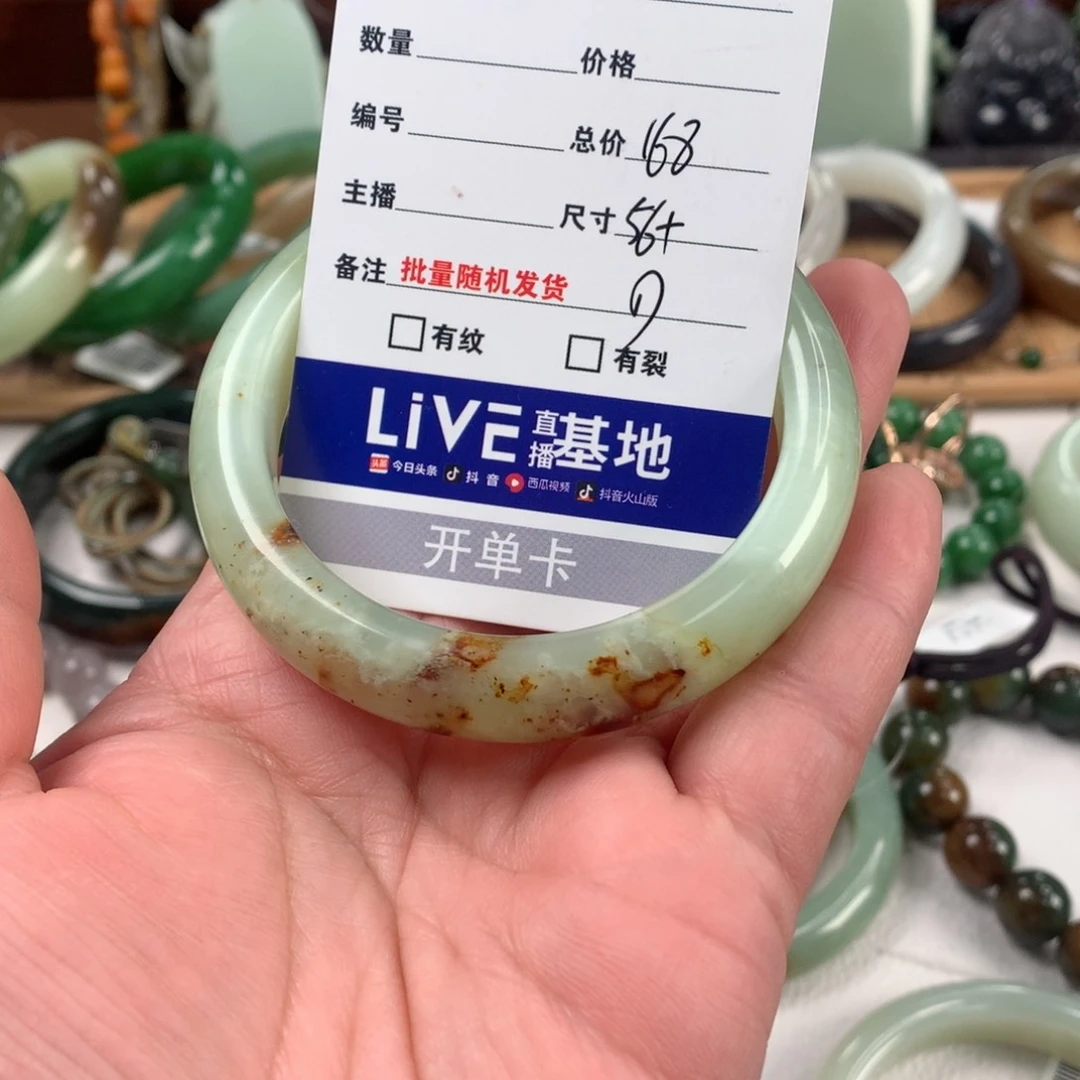 数量 价格
编号 总价 168
主播 尺寸 56+
备注 批量随机发货
有纹 有裂
LiVE 直播基地
头条 今日头条 抖音 西瓜视频 抖音火山版
开单卡